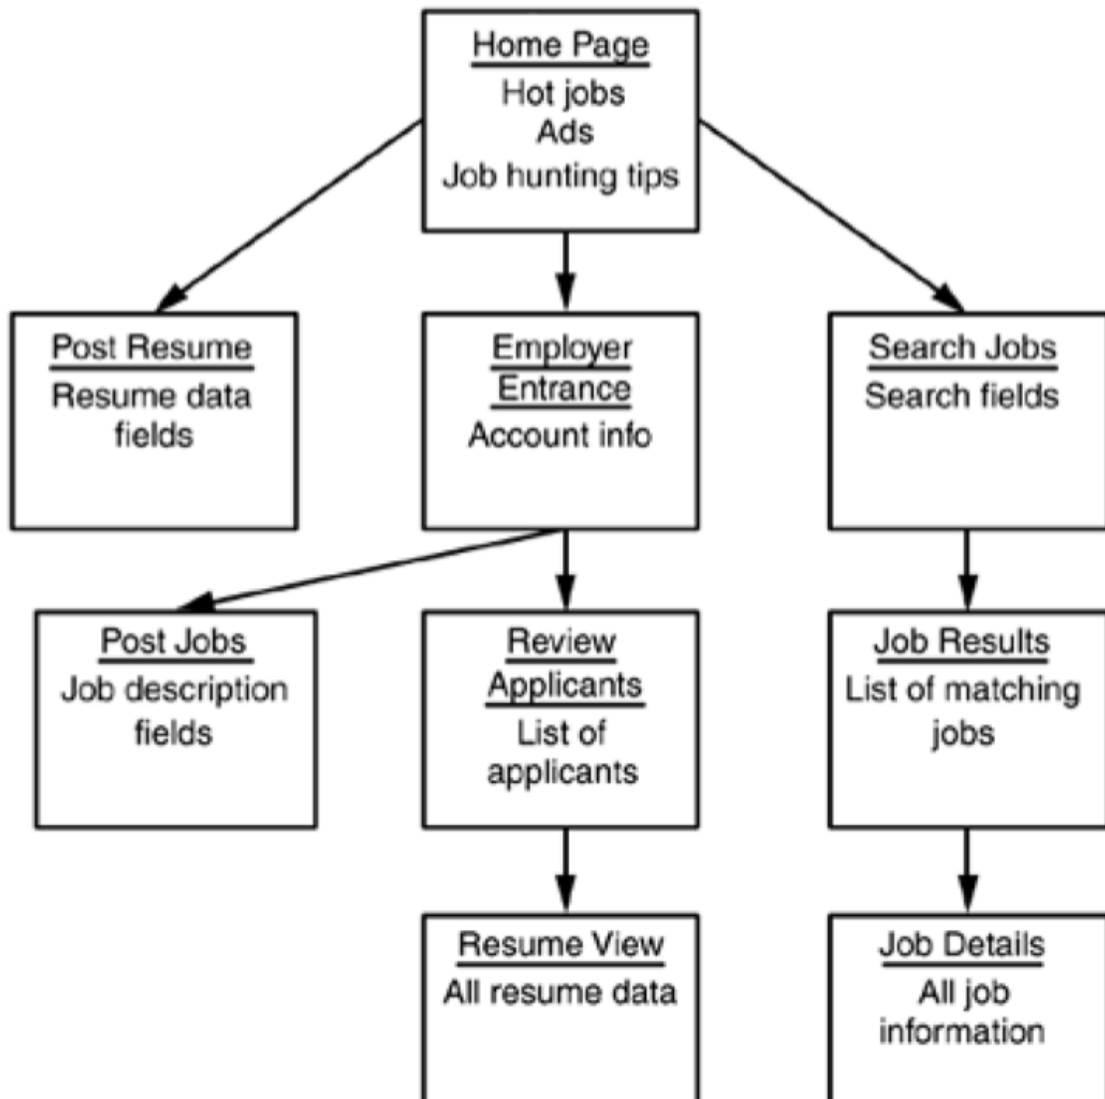 Home Page
Hot jobs
Ads
Job hunting tips
Post Resume
Resume data
fields
Employer
Entrance
Account info
Search Jobs
Search fields
Post Jobs
Job description
fields
Review
Applicants
List of
applicants
Job Results
List of matching
jobs
Resume View
All resume data
Job Details
All job
information